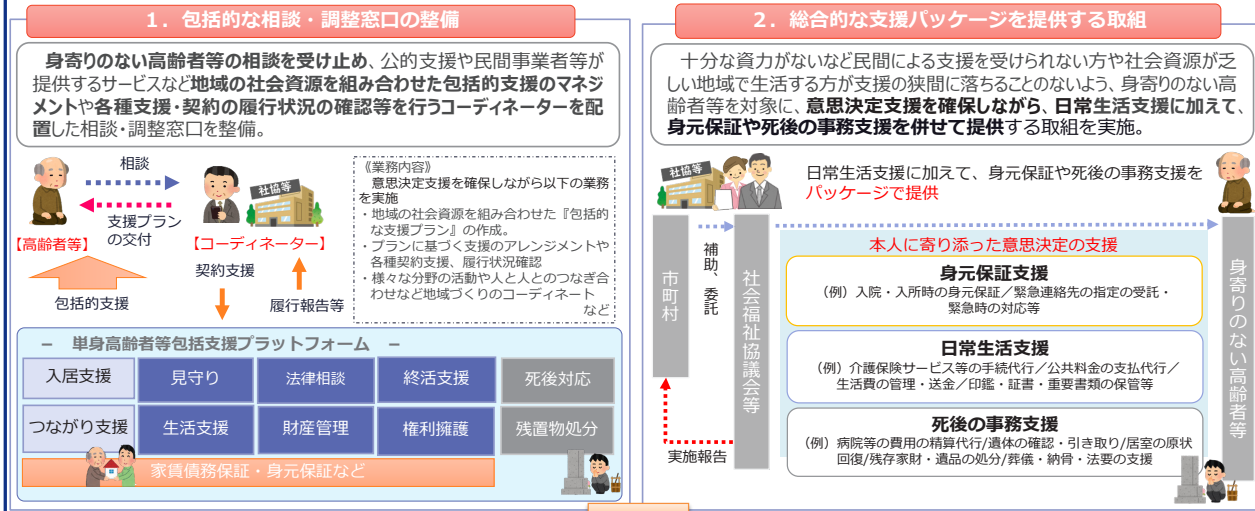 1．包括的な相談・調整窓口の整備
身寄りのない高齢者等の相談を受け止め、公的支援や民間事業者等が
提供するサービスなど地域の社会資源を組み合わせた包括的支援のマネジ
メントや各種支援・契約の履行状況の確認等を行うコーディネーターを配
置した相談・調整窓口を整備。
相談
支援プラン
の交付
社協等
【高齢者等】
【コーディネーター】
包括的支援
契約支援
履行報告等
《業務内容》
意思決定支援を確保しながら以下の業務
を実施
・地域の社会資源を組み合わせた『包括的
な支援プラン』の作成。
・プランに基づく支援のアレンジメントや
各種契約支援、履行状況確認
・様々な分野の活動や人と人とのつなぎ合
わせなど地域づくりのコーディネート
など
－ 単身高齢者等包括支援プラットフォーム －
入居支援 見守り 法律相談 終活支援 死後対応
つながり支援 生活支援 財産管理 権利擁護 残置物処分
家賃債務保証・身元保証など
2．総合的な支援パッケージを提供する取組
十分な資力がないなど民間による支援を受けられない方や社会資源が乏
しい地域で生活する方が支援の狭間に落ちることのないよう、身寄りのない高
齢者等を対象に、意思決定支援を確保しながら、日常生活支援に加えて、
身元保証や死後の事務支援を併せて提供する取組を実施。
社協等
日常生活支援に加えて、身元保証や死後の事務支援を
パッケージで提供
市町村
補助、委託
社会福祉協議会等
実施報告
本人に寄り添った意思決定の支援
身元保証支援
（例）入院・入所時の身元保証／緊急連絡先の指定の受託・
緊急時の対応等
日常生活支援
（例）介護保険サービス等の手続代行／公共料金の支払代行／
生活費の管理・送金／印鑑・証書・重要書類の保管等
死後の事務支援
（例）病院等の費用の精算代行/遺体の確認・引き取り/居室の原状
回復/残存家財・遺品の処分/葬儀・納骨・法要の支援
身寄りのない高齢者等